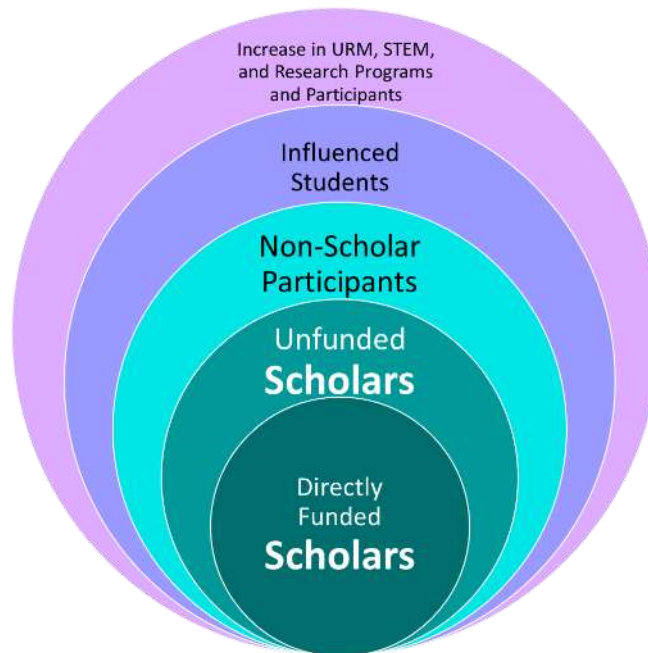 Increase in URM, STEM,
and Research Programs
and Participants
Influenced
Students
Non-Scholar
Participants
Unfunded
Scholars
Directly
Funded
Scholars